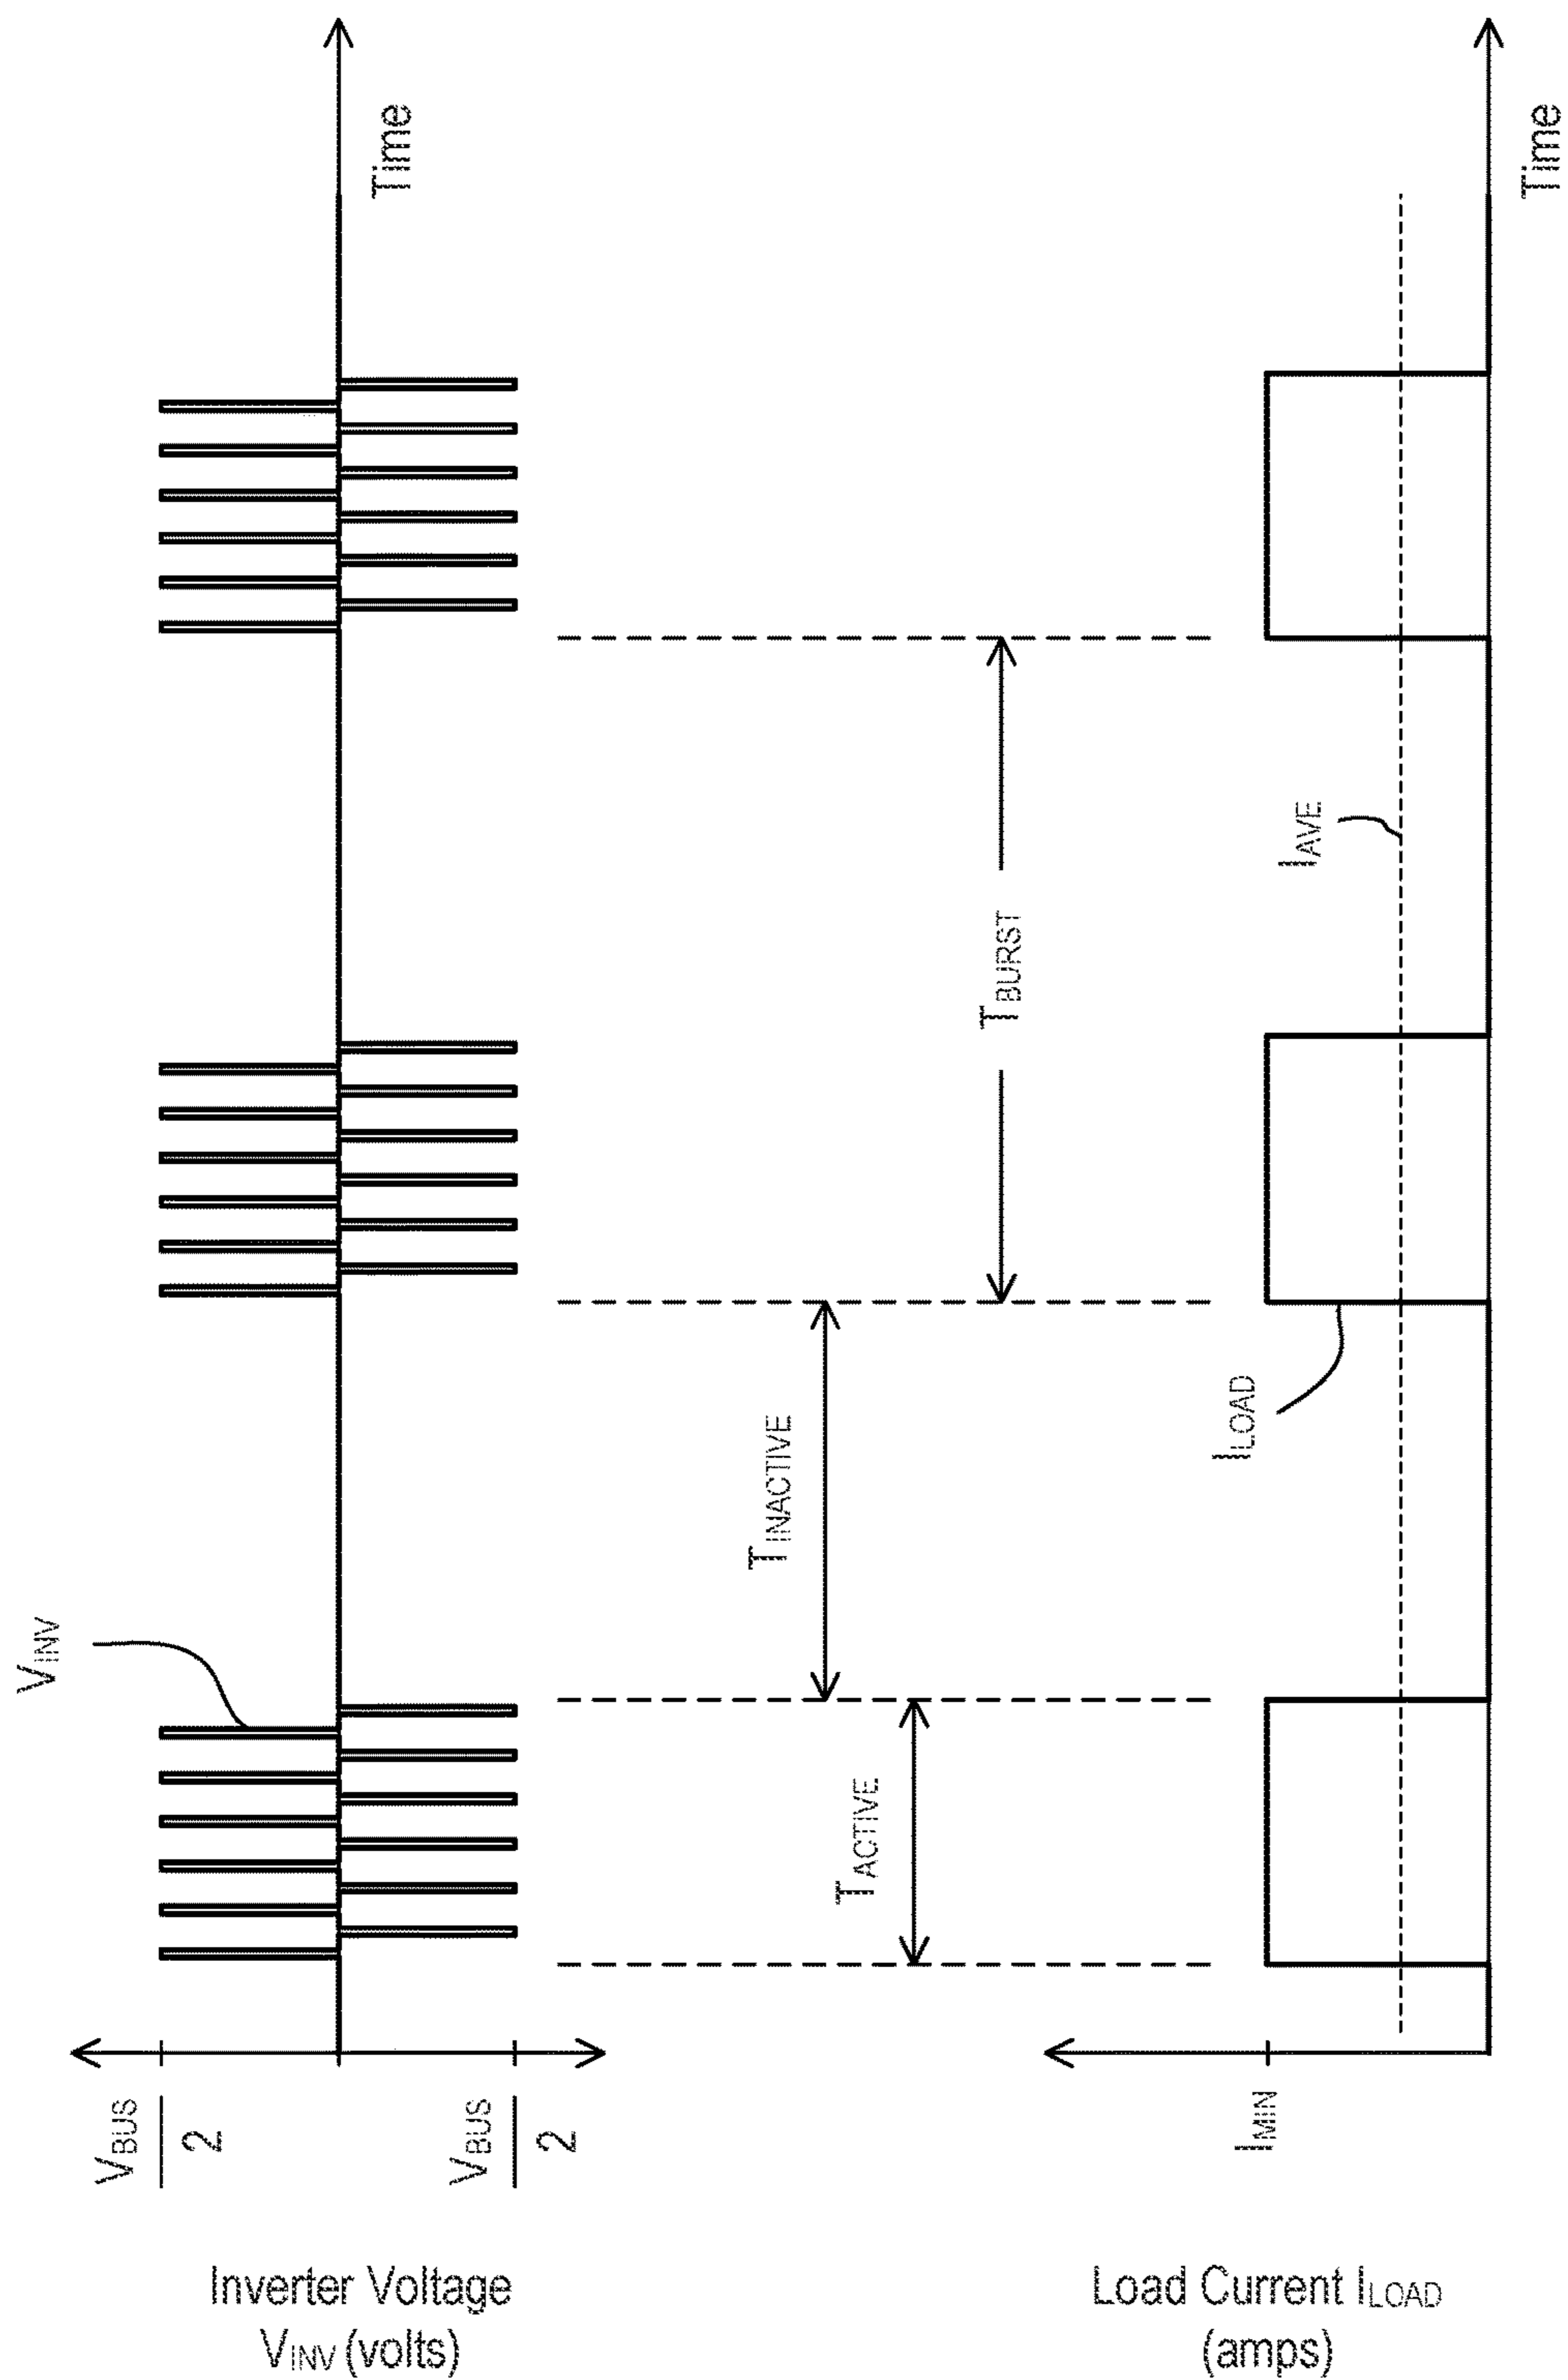 Inverter Voltage
VINV (volts)
VBUS
2
VBUS
2
VINV
Time
TACTIVE
TINACTIVE
TBURST
Load Current ILOAD
(amps)
IMIN
ILOAD
IAVE
Time